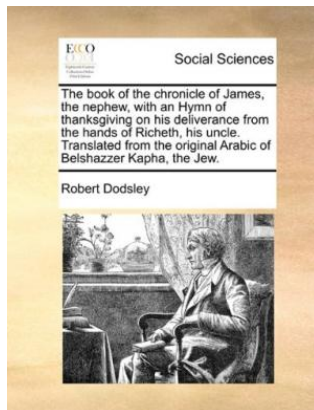 ECCO
Social Sciences
The book of the chronicle of James,
the nephew, with an Hymn of
thanksgiving on his deliverance from
the hands of Richeth, his uncle.
Translated from the original Arabic of
Belshazzer Kapha, the Jew.
Robert Dodsley